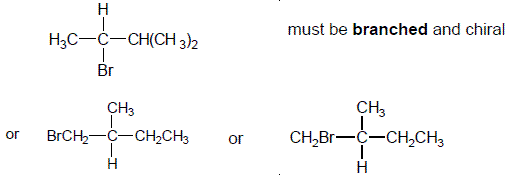 H
H₃C—C—CH(CH₃)₂
Br
must be branched and chiral
CH₃
or BrCH₂—C—CH₂CH₃
H
or
CH₃
CH₂Br—C—CH₂CH₃
H